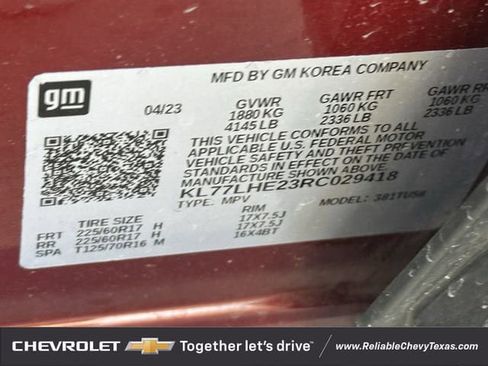 gm
MFD BY GM KOREA COMPANY
04/23 GVWR GAWR FRT GAWR RR
1880 KG 1060 KG 1060 KG
4145 LB 2336 LB 2336 LB
THIS VEHICLE CONFORMS TO ALL
APPLICABLE U.S. FEDERAL MOTOR
VEHICLE SAFETY AND THEFT PREVENTION
STANDARDS IN EFFECT ON THE DATE OF
MANUFACTURE SHOWN ABOVE.
KL77LHE23RC029418
TYPE: MPV MODEL: 381TU58
TIRE SIZE RIM
FRT 225/60R17 H 17X7.5J
RR 225/60R17 H 17X7.5J
SPA T125/70R16 M 16X4BT
CHEVROLET Together let's drive™ www.ReliableChevyTexas.com